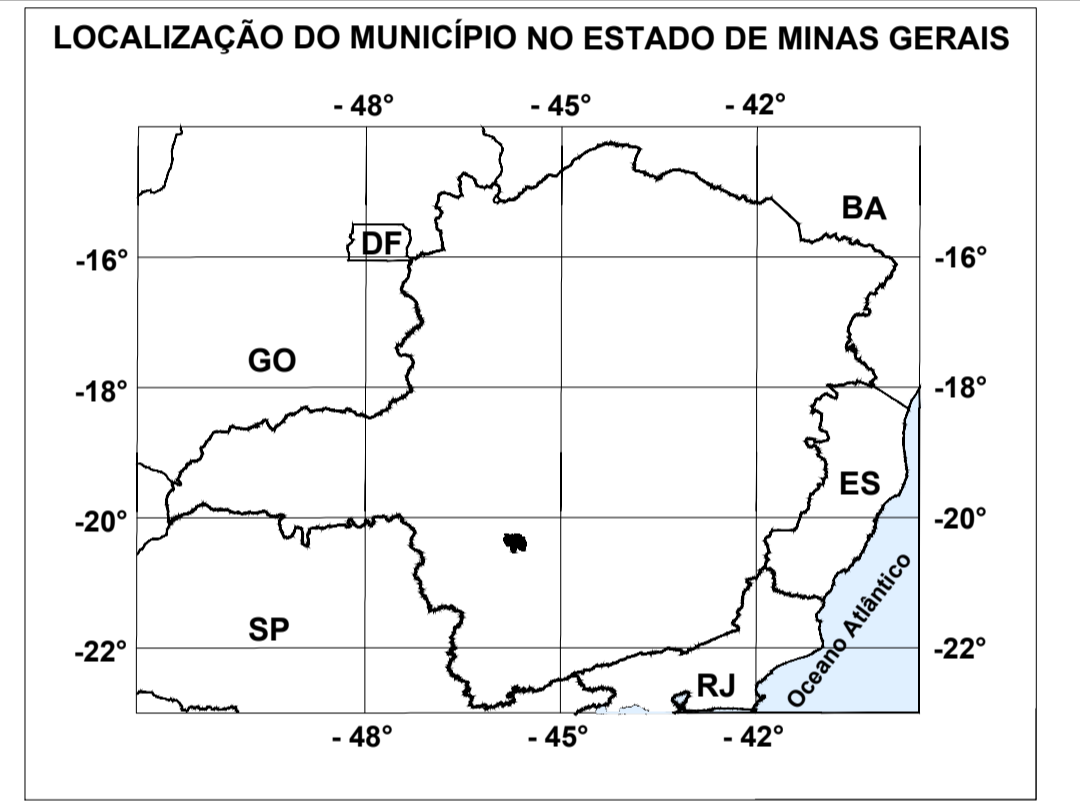 LOCALIZAÇÃO DO MUNICÍPIO NO ESTADO DE MINAS GERAIS
- 48° - 45° - 42°
BA
DF
-16° -16°
GO
-18° -18°
ES
-20° -20°
Oceano Atlântico
SP
-22° -22°
RJ
- 48° - 45° - 42°